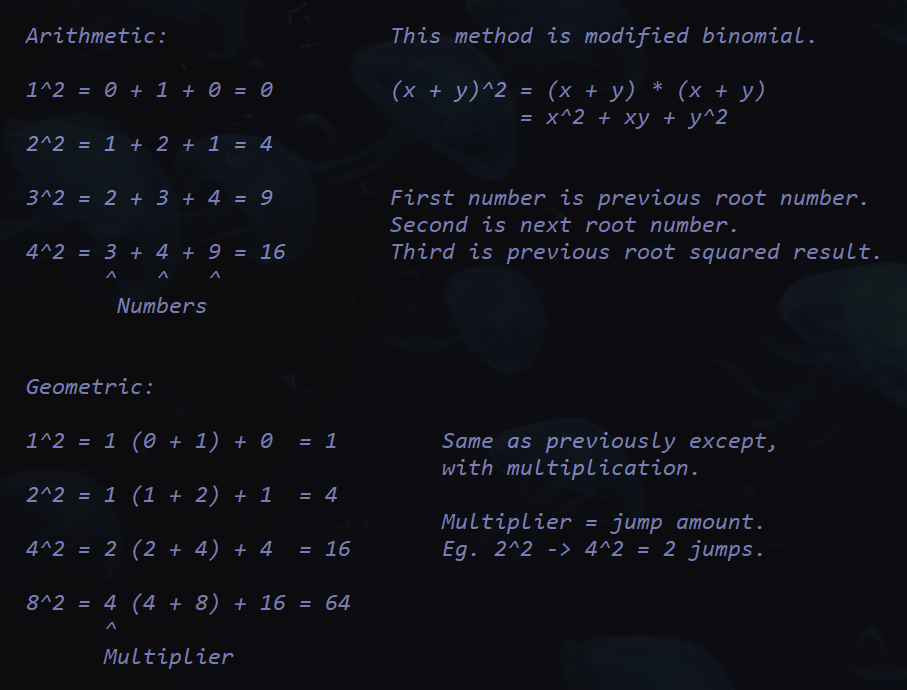 Arithmetic:
1^2 = 0 + 1 + 0 = 0
2^2 = 1 + 2 + 1 = 4
3^2 = 2 + 3 + 4 = 9
4^2 = 3 + 4 + 9 = 16
^ ^ ^
Numbers
This method is modified binomial.
(x + y)^2 = (x + y) * (x + y)
= x^2 + xy + y^2
First number is previous root number.
Second is next root number.
Third is previous root squared result.
Geometric:
1^2 = 1 (0 + 1) + 0 = 1
2^2 = 1 (1 + 2) + 1 = 4
4^2 = 2 (2 + 4) + 4 = 16
8^2 = 4 (4 + 8) + 16 = 64
^
Multiplier
Same as previously except,
with multiplication.
Multiplier = jump amount.
Eg. 2^2 -> 4^2 = 2 jumps.